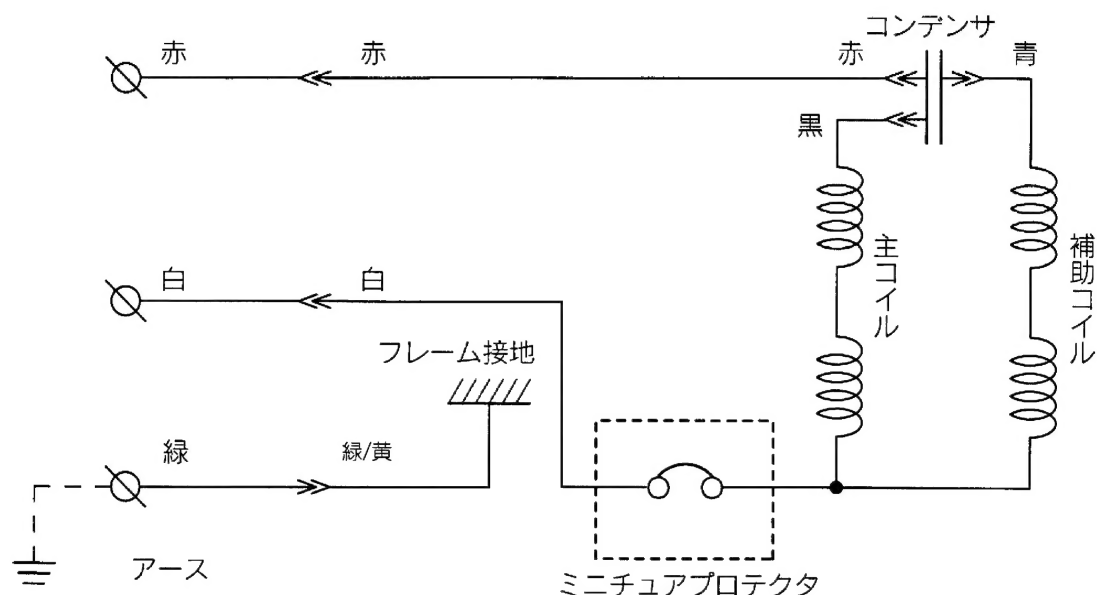 コンデンサ
赤
赤
赤
青
黒
主コイル
補助コイル
白
白
フレーム接地
緑
緑/黄
アース
ミニチュアプロテクタ